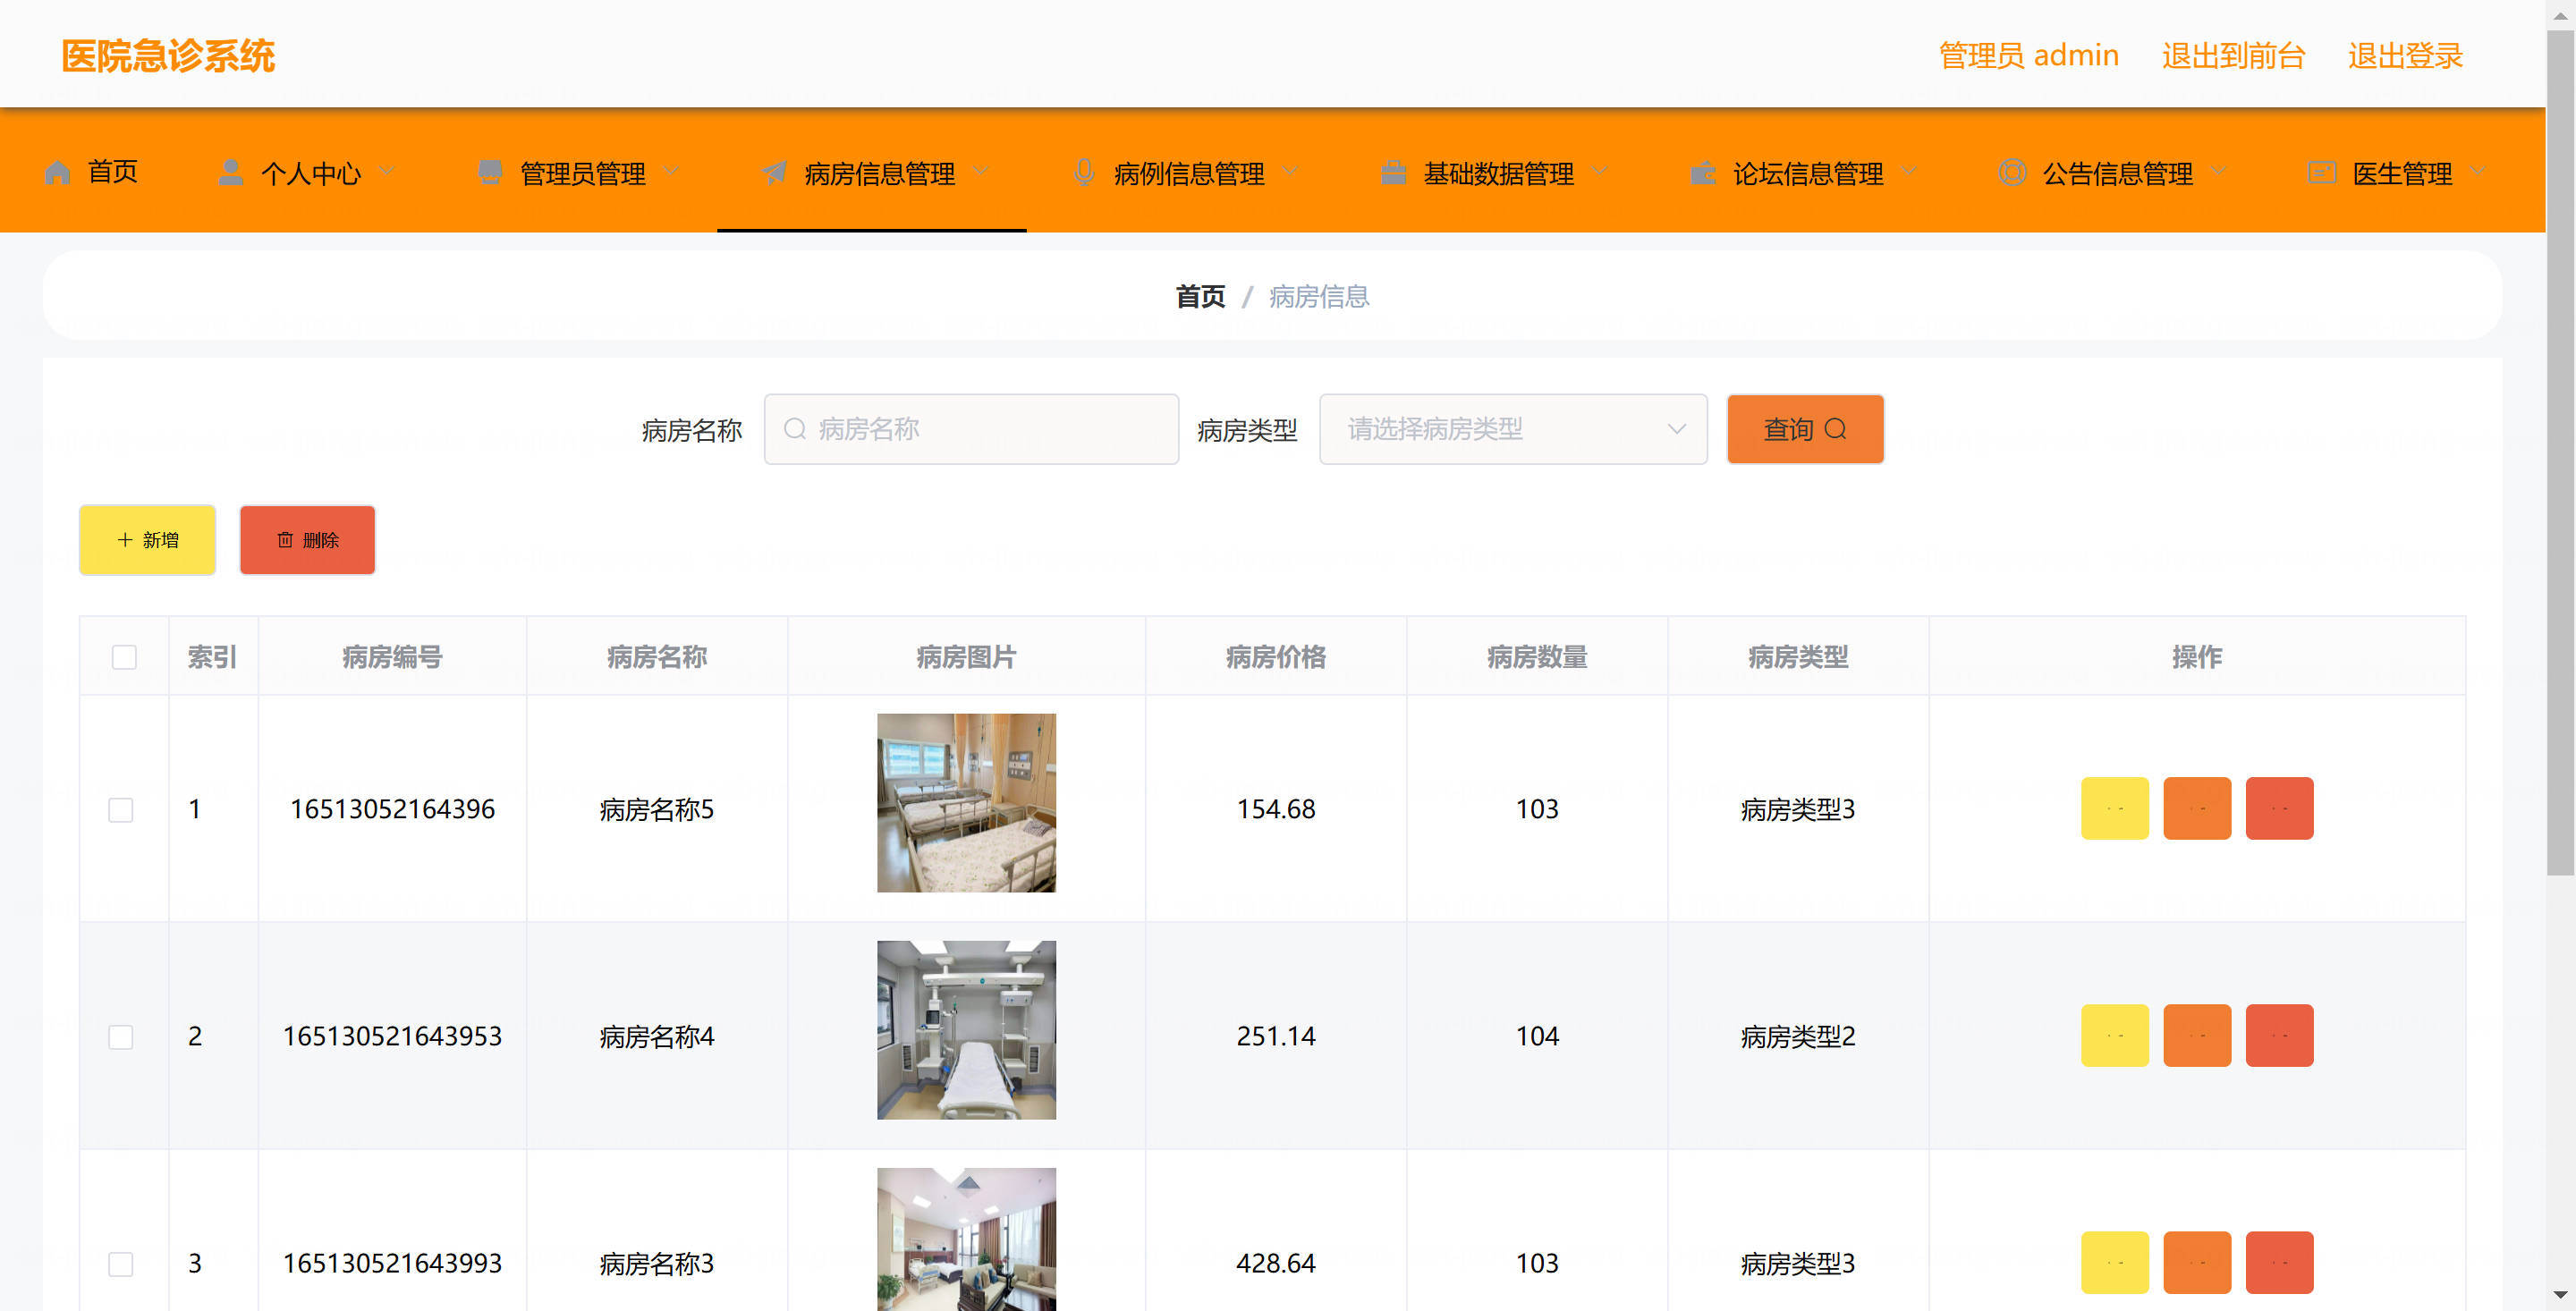 医院急诊系统
管理员 admin 退出到前台 退出登录
首页 个人中心 管理员管理 病房信息管理 病例信息管理 基础数据管理 论坛信息管理 公告信息管理 医生管理
首页 / 病房信息
病房名称 病房名称 病房类型 请选择病房类型 查询
新增 删除
索引 病房编号 病房名称 病房图片 病房价格 病房数量 病房类型 操作
1 16513052164396 病房名称5 154.68 103 病房类型3
2 165130521643953 病房名称4 251.14 104 病房类型2
3 165130521643993 病房名称3 428.64 103 病房类型3